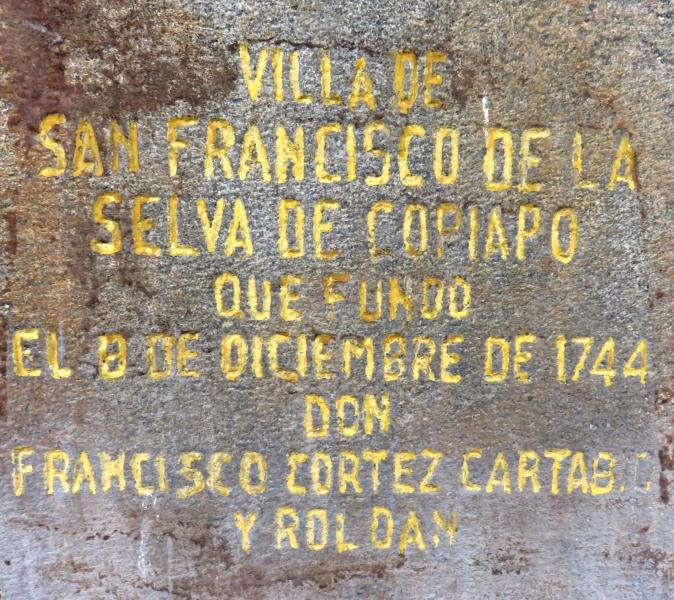 VILLA DE
SAN FRANCISCO DE LA
SELVA DE COPIAPO
QUE FUNDO
EL 8 DE DICIEMBRE DE 1744
DON
FRANCISCO CORTEZ CARTABIO
Y ROLDAN